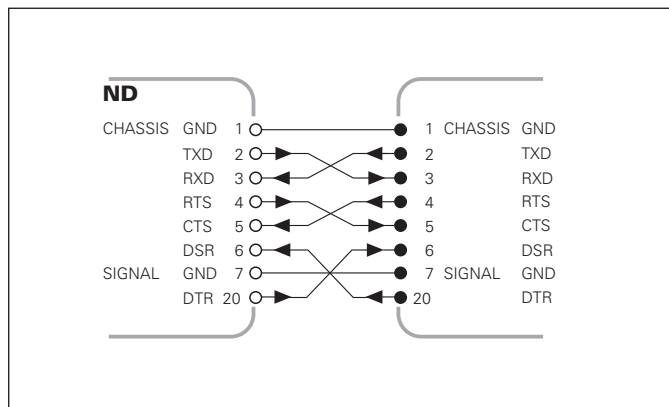 ND
CHASSIS GND 1 1 CHASSIS GND
TXD 2 2 TXD
RXD 3 3 RXD
RTS 4 4 RTS
CTS 5 5 CTS
DSR 6 6 DSR
SIGNAL GND 7 7 SIGNAL GND
DTR 20 20 DTR